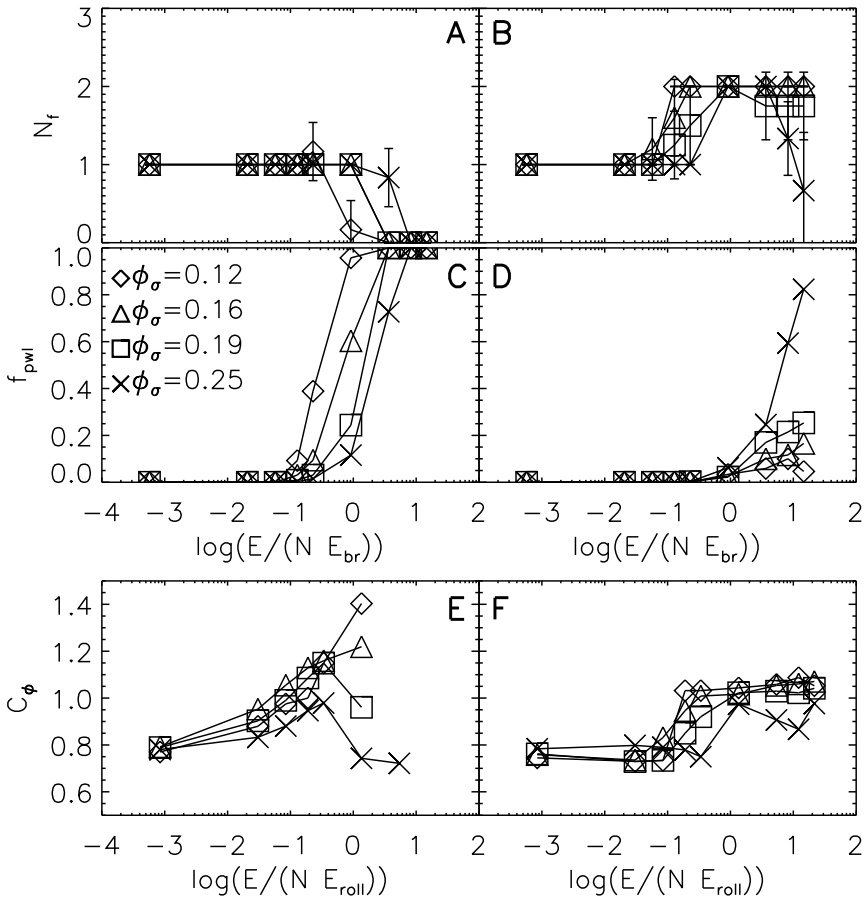 3
2
1
0
N_f
A
B
1.0
0.8
0.6
0.4
0.2
0.0
f_pwl
C
D
◇ϕ_σ=0.12
△ϕ_σ=0.16
□ϕ_σ=0.19
×ϕ_σ=0.25
−4 −3 −2 −1 0 1 2
−3 −2 −1 0 1 2
log(E/(N E_br))
log(E/(N E_br))
1.4
1.2
1.0
0.8
0.6
C_ϕ
E
F
−4 −3 −2 −1 0 1 2
−3 −2 −1 0 1 2
log(E/(N E_roll))
log(E/(N E_roll))